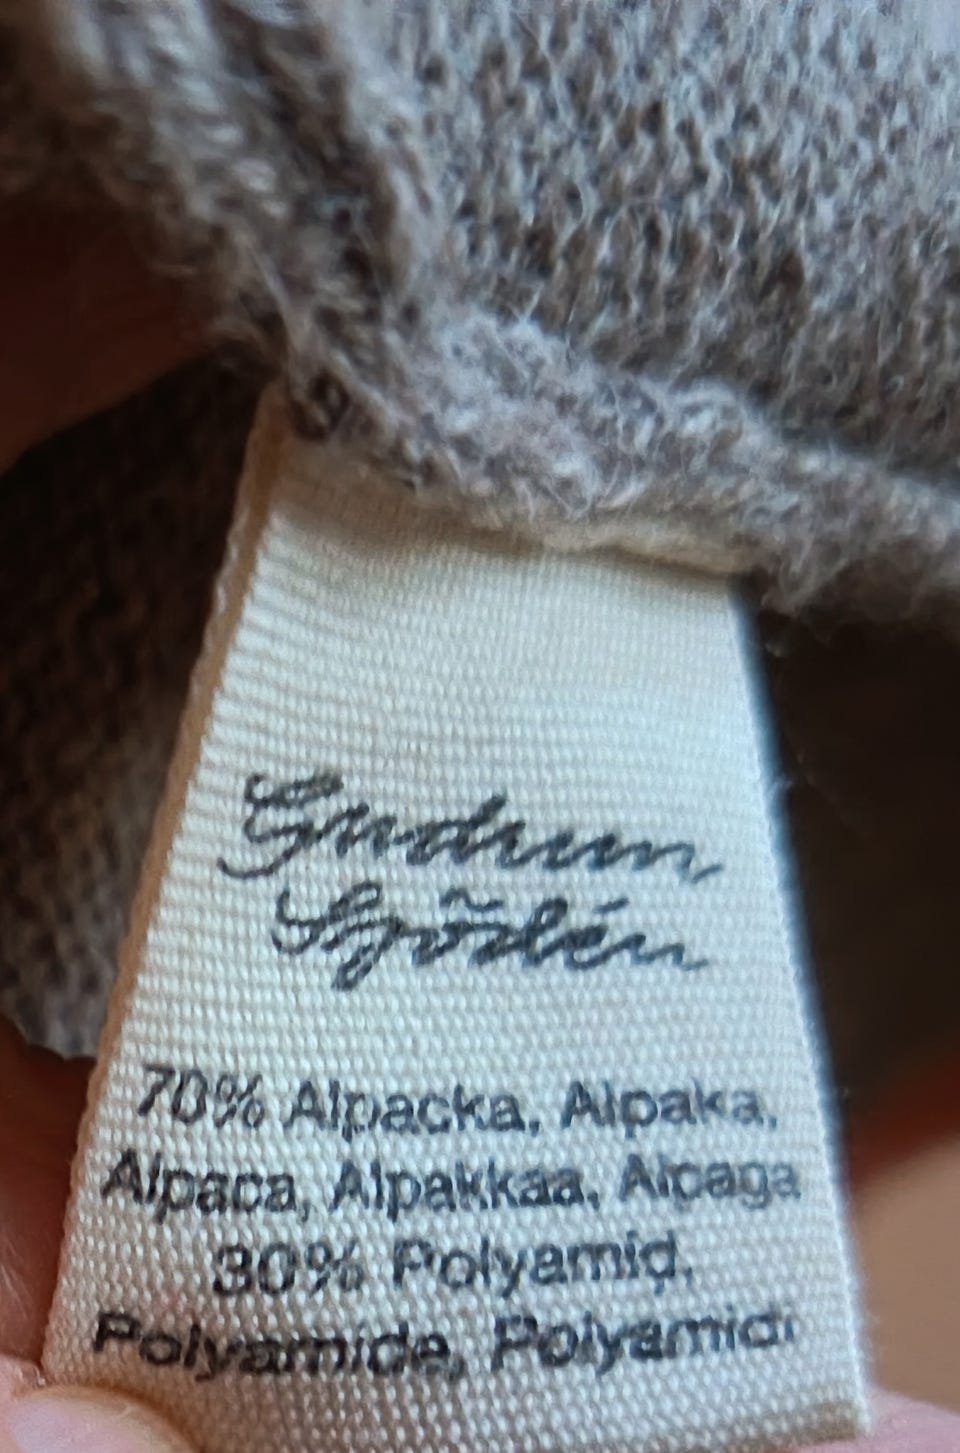 Gudrun
Sjödén
70% Alpacka, Alpaka,
Alpaca, Alpakkaa, Alpaga
30% Polyamid,
Polyamide, Polyamidi